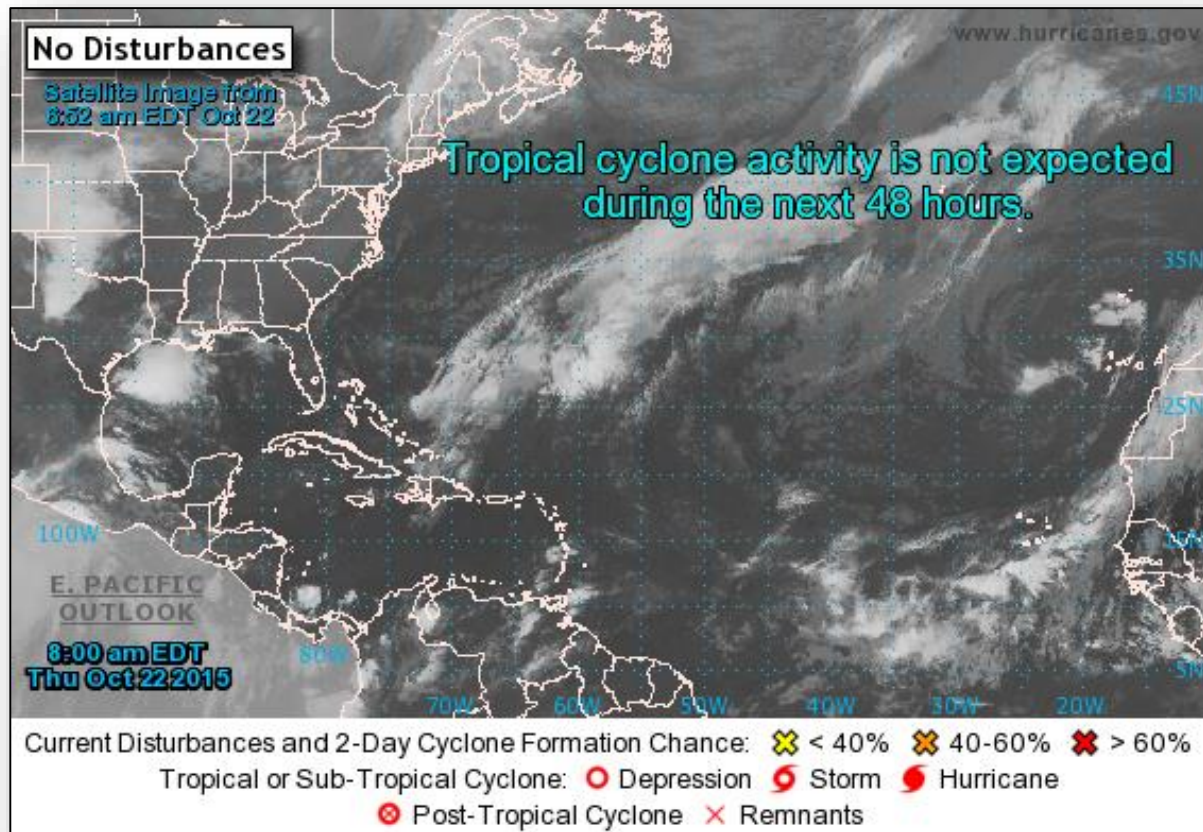 No Disturbances
www.hurricanes.gov
Satellite Image from
6:52 am EDT Oct 22
45N
Tropical cyclone activity is not expected
during the next 48 hours.
35N
25N
100W
15N
E. PACIFIC
OUTLOOK
8:00 am EDT
Thu Oct 22 2015
80W
5N
70W 60W 50W 40W 30W 20W
Current Disturbances and 2-Day Cyclone Formation Chance: < 40% 40-60% > 60%
Tropical or Sub-Tropical Cyclone: Depression Storm Hurricane
Post-Tropical Cyclone Remnants